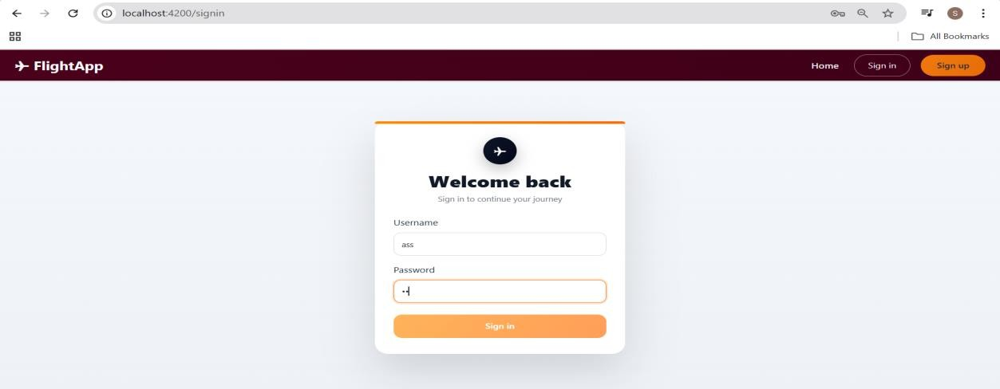 localhost:4200/signin
S
All Bookmarks
FlightApp
Home
Sign in
Sign up
Welcome back
Sign in to continue your journey
Username
ass
Password
••
Sign in